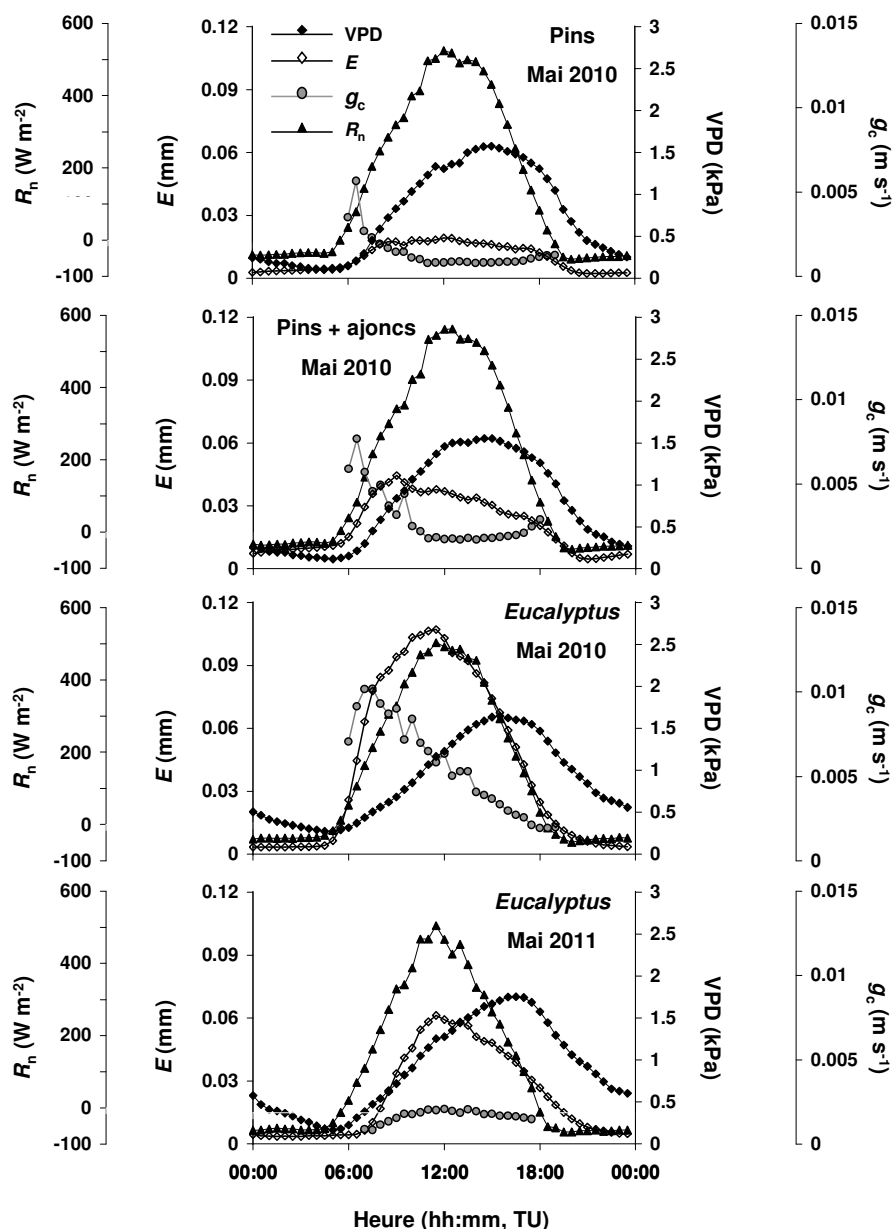 VPD
E
gc
Rn
Pins
Mai 2010
600
400
200
0
-100
Rn (W m-2)
0.12
0.09
0.06
0.03
0
E (mm)
3
2.5
2
1.5
1
0.5
0
VPD (kPa)
0.015
0.005
0
gc (m s-1)
Pins + ajoncs
Mai 2010
600
400
200
0
-100
Rn (W m-2)
0.12
0.09
0.06
0.03
0
E (mm)
3
2.5
2
1.5
1
0.5
0
VPD (kPa)
0.015
0.005
0
gc (m s-1)
Eucalyptus
Mai 2010
600
400
200
0
-100
Rn (W m-2)
0.12
0.09
0.06
0.03
0
E (mm)
3
2.5
2
1.5
1
0.5
0
VPD (kPa)
0.015
0.01
0.005
0
gc (m s-1)
Eucalyptus
Mai 2011
600
400
200
0
-100
Rn (W m-2)
0.12
0.09
0.06
0.03
0
E (mm)
3
2.5
2
1.5
1
0.5
0
VPD (kPa)
0.015
0.01
0.005
0
gc (m s-1)
00:00 06:00 12:00 18:00 00:00
Heure (hh:mm, TU)